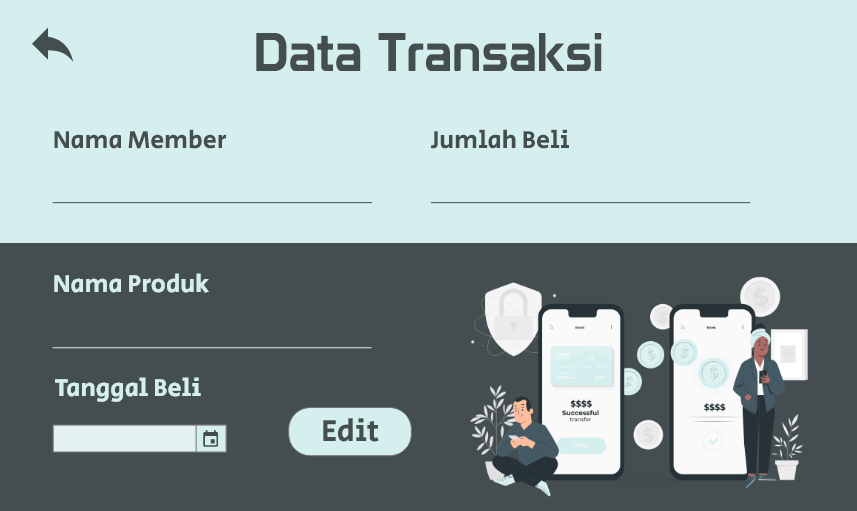 Data Transaksi
Nama Member
Jumlah Beli
Nama Produk
Tanggal Beli
Edit
BANK
$$$$
Successful
transfer
BANK
$$$$